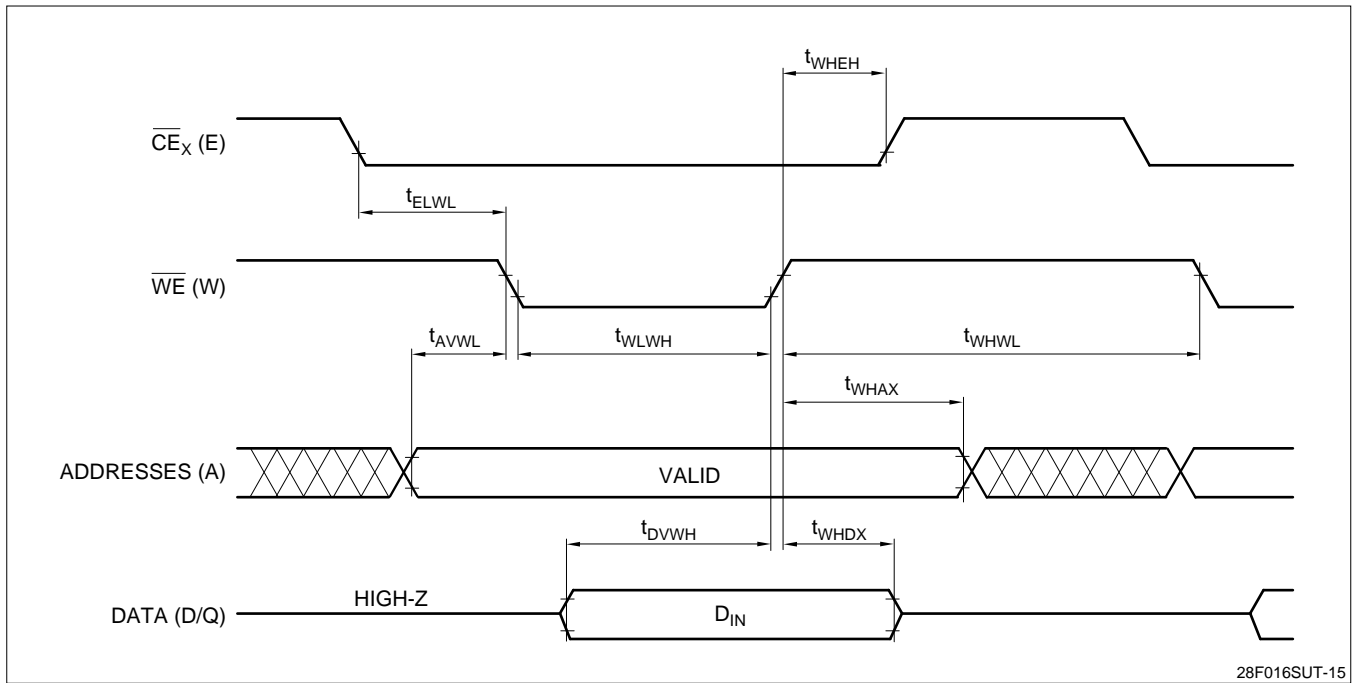 tWHEH
CEX (E)
tELWL
WE (W)
tAVWL
tWLWH
tWHWL
tWHAX
ADDRESSES (A)
VALID
tDVWH
tWHDX
HIGH-Z
DATA (D/Q)
DIN
28F016SUT-15